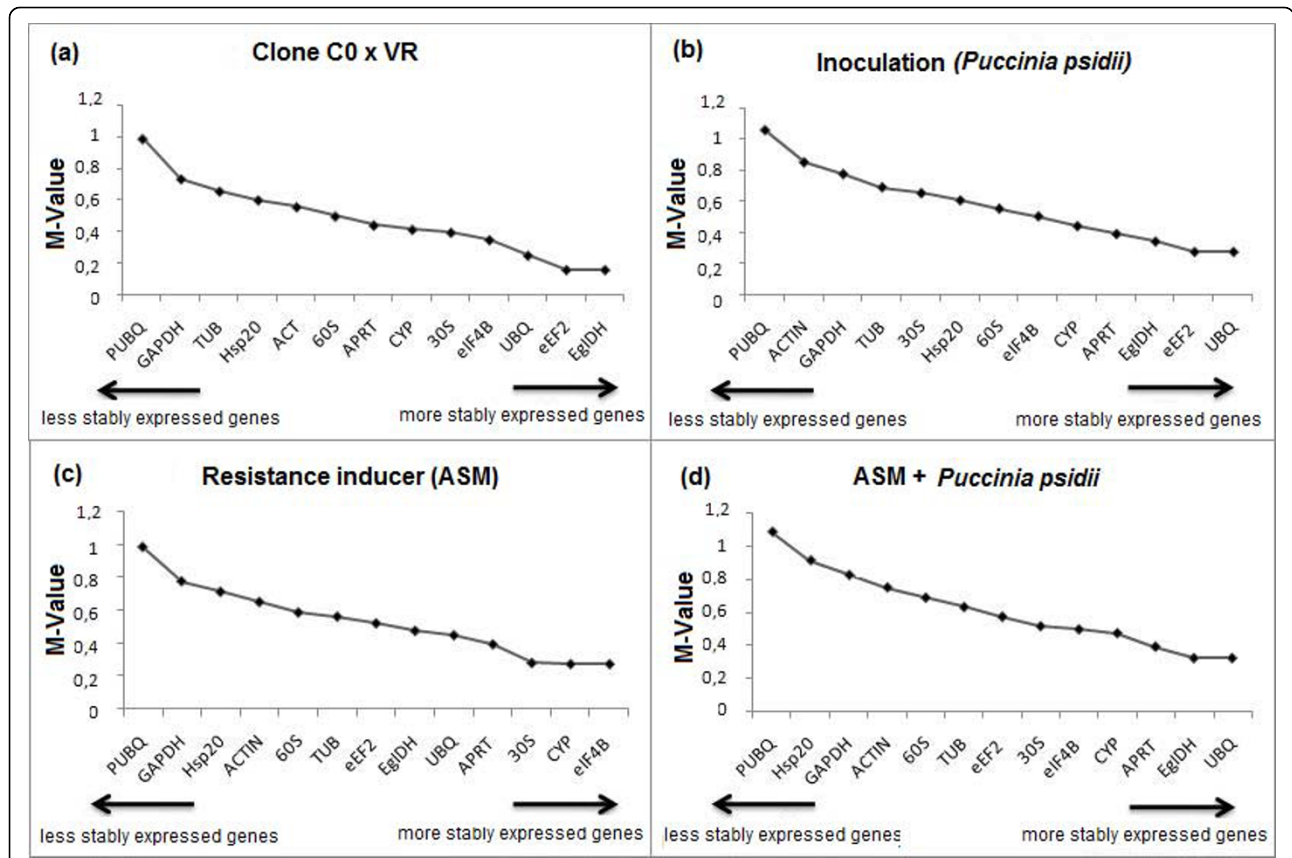 (a)
Clone C0 x VR
M-Value
1,2
1
0,8
0,6
0,4
0,2
0
PUBQ GAPDH TUB Hsp20 ACT 60S APRT CYP 30S eIF4B UBQ eEF2 EgIDH
less stably expressed genes
more stably expressed genes
(b)
Inoculation (Puccinia psidii)
M-Value
1,2
1
0,8
0,6
0,4
0,2
0
PUBQ ACTIN GAPDH TUB 30S Hsp20 60S eIF4B CYP APRT EgIDH eEF2 UBQ
less stably expressed genes
more stably expressed genes
(c)
Resistance inducer (ASM)
M-Value
1,2
1
0,8
0,6
0,4
0,2
0
PUBQ GAPDH Hsp20 ACTIN 60S TUB eEF2 EgIDH UBQ APRT 30S CYP eIF4B
less stably expressed genes
more stably expressed genes
(d)
ASM + Puccinia psidii
M-Value
1,2
1
0,8
0,6
0,4
0,2
0
PUBQ Hsp20 GAPDH ACTIN 60S TUB eEF2 30S eIF4B CYP APRT EgIDH UBQ
less stably expressed genes
more stably expressed genes